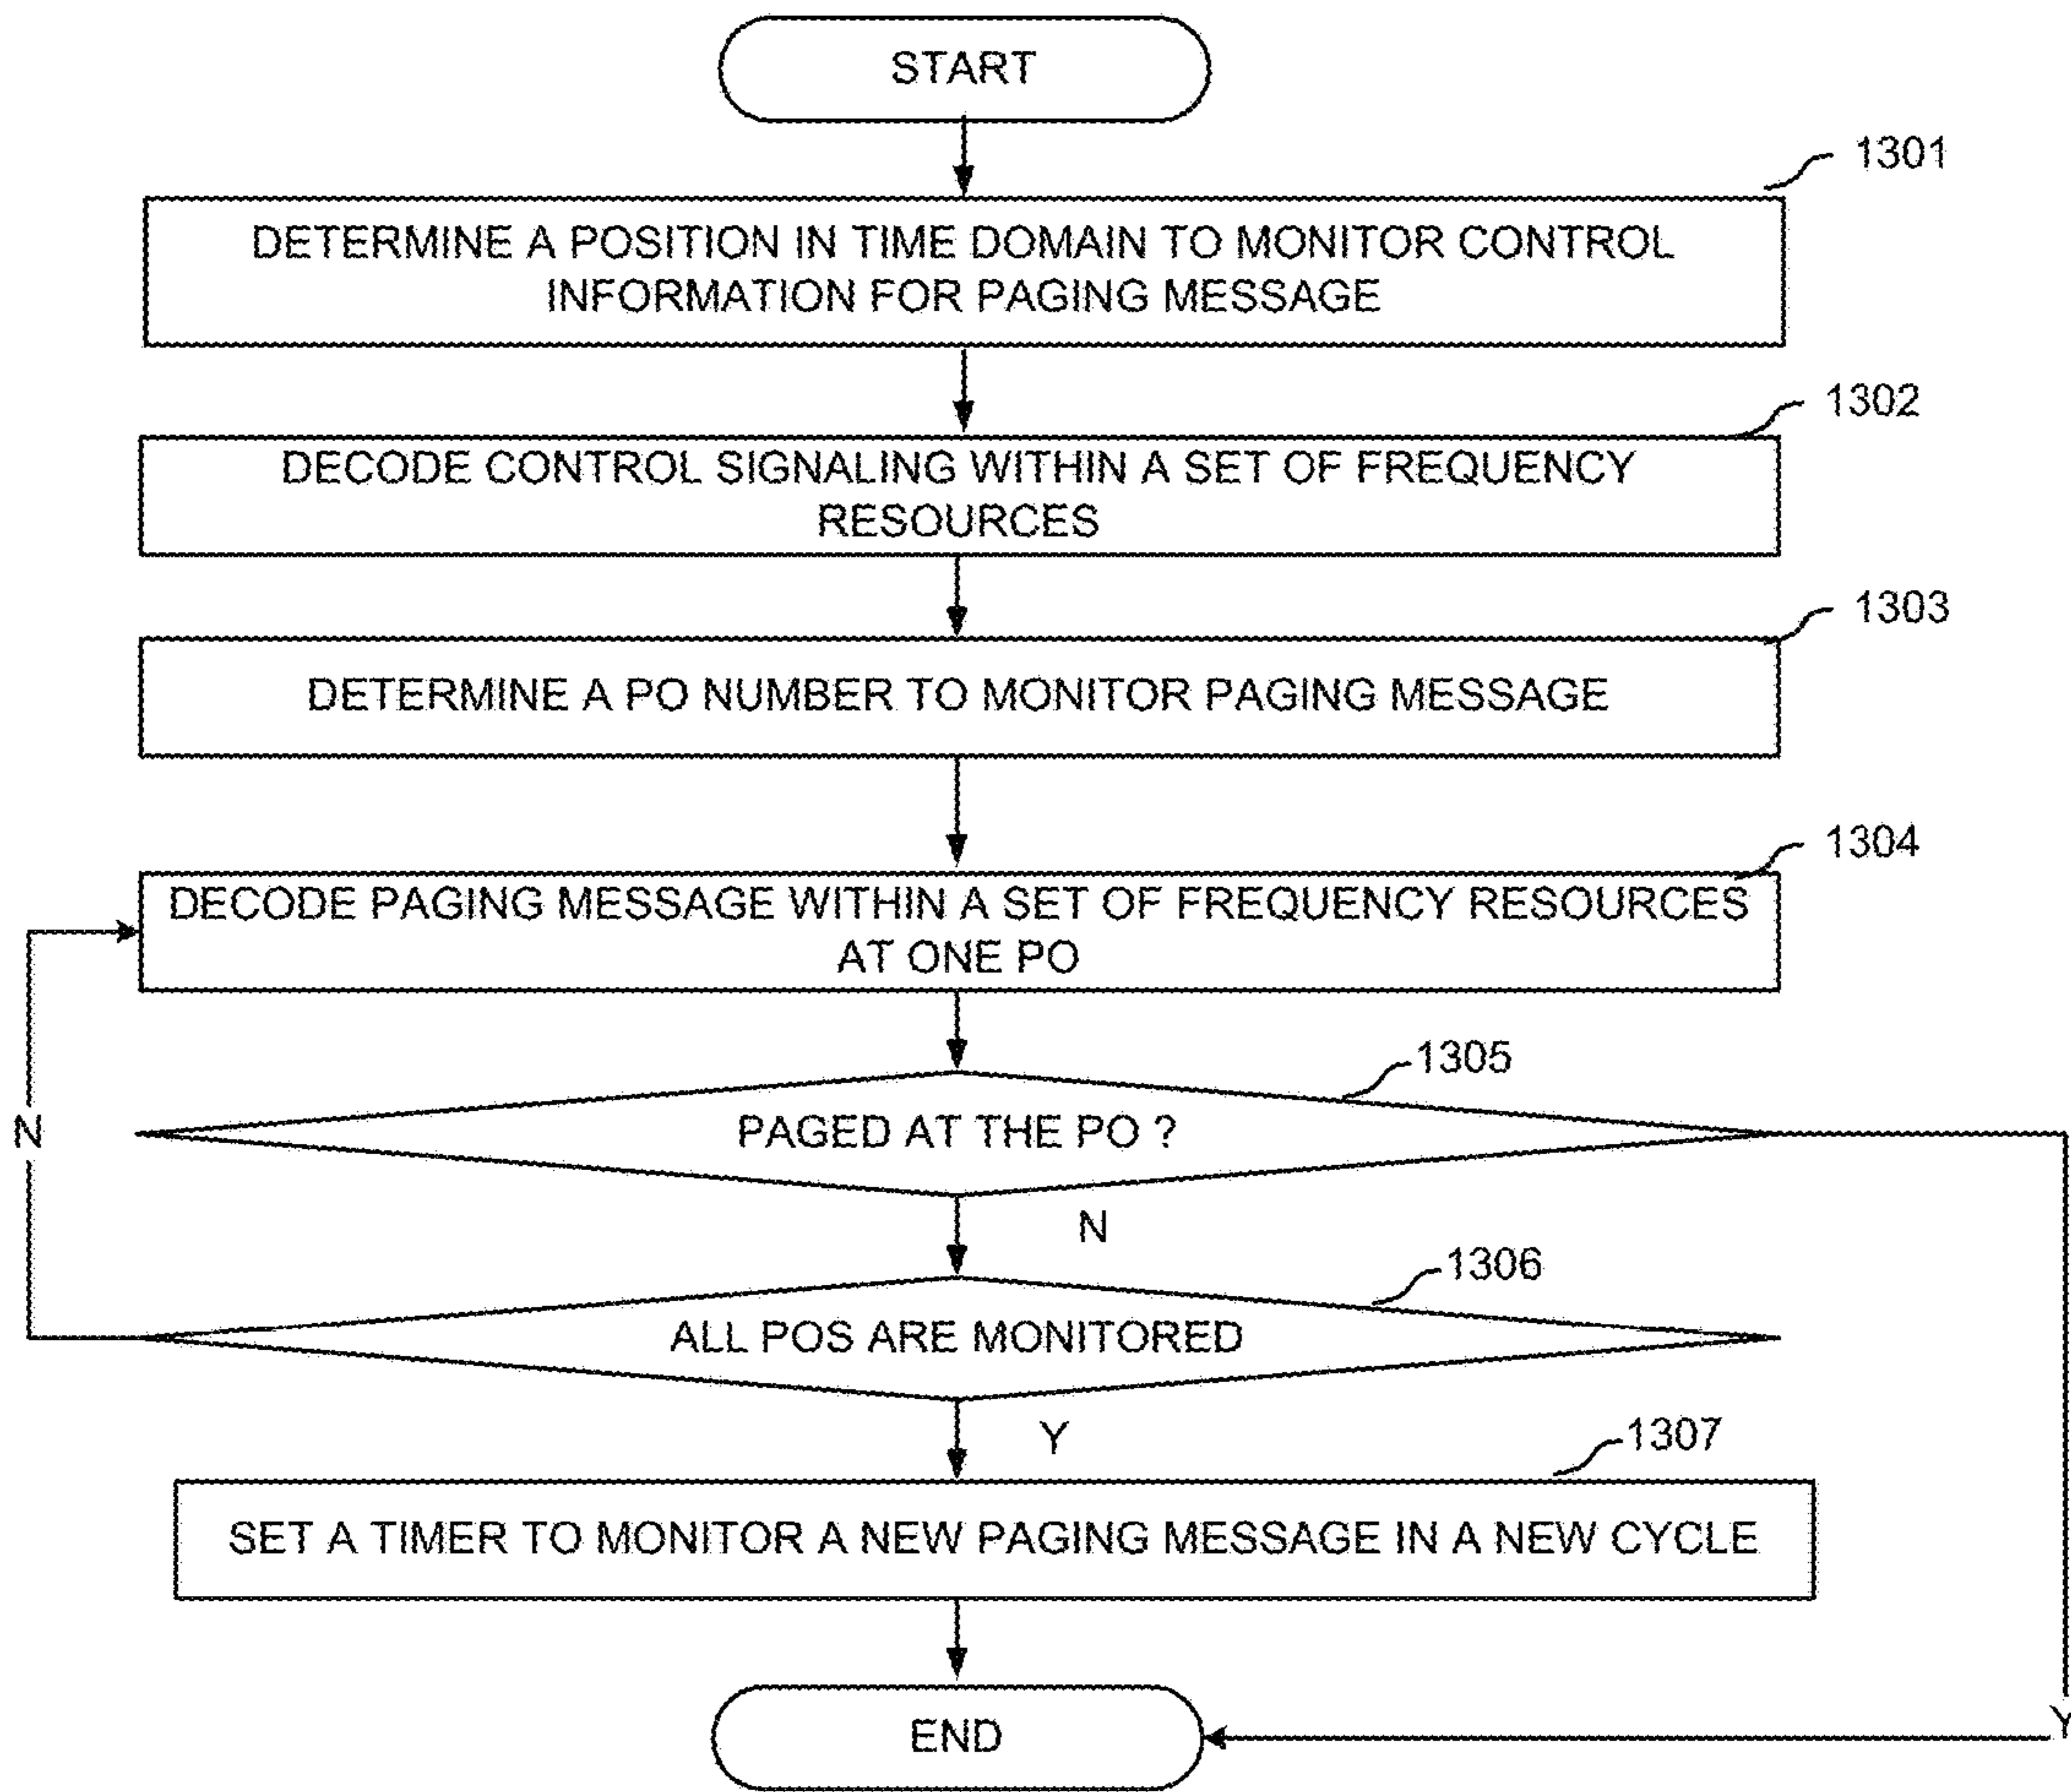 START
1301
DETERMINE A POSITION IN TIME DOMAIN TO MONITOR CONTROL
INFORMATION FOR PAGING MESSAGE
1302
DECODE CONTROL SIGNALING WITHIN A SET OF FREQUENCY
RESOURCES
1303
DETERMINE A PO NUMBER TO MONITOR PAGING MESSAGE
1304
DECODE PAGING MESSAGE WITHIN A SET OF FREQUENCY RESOURCES
AT ONE PO
1305
PAGED AT THE PO ?
N
N
1306
ALL POS ARE MONITORED
Y
1307
SET A TIMER TO MONITOR A NEW PAGING MESSAGE IN A NEW CYCLE
END
Y